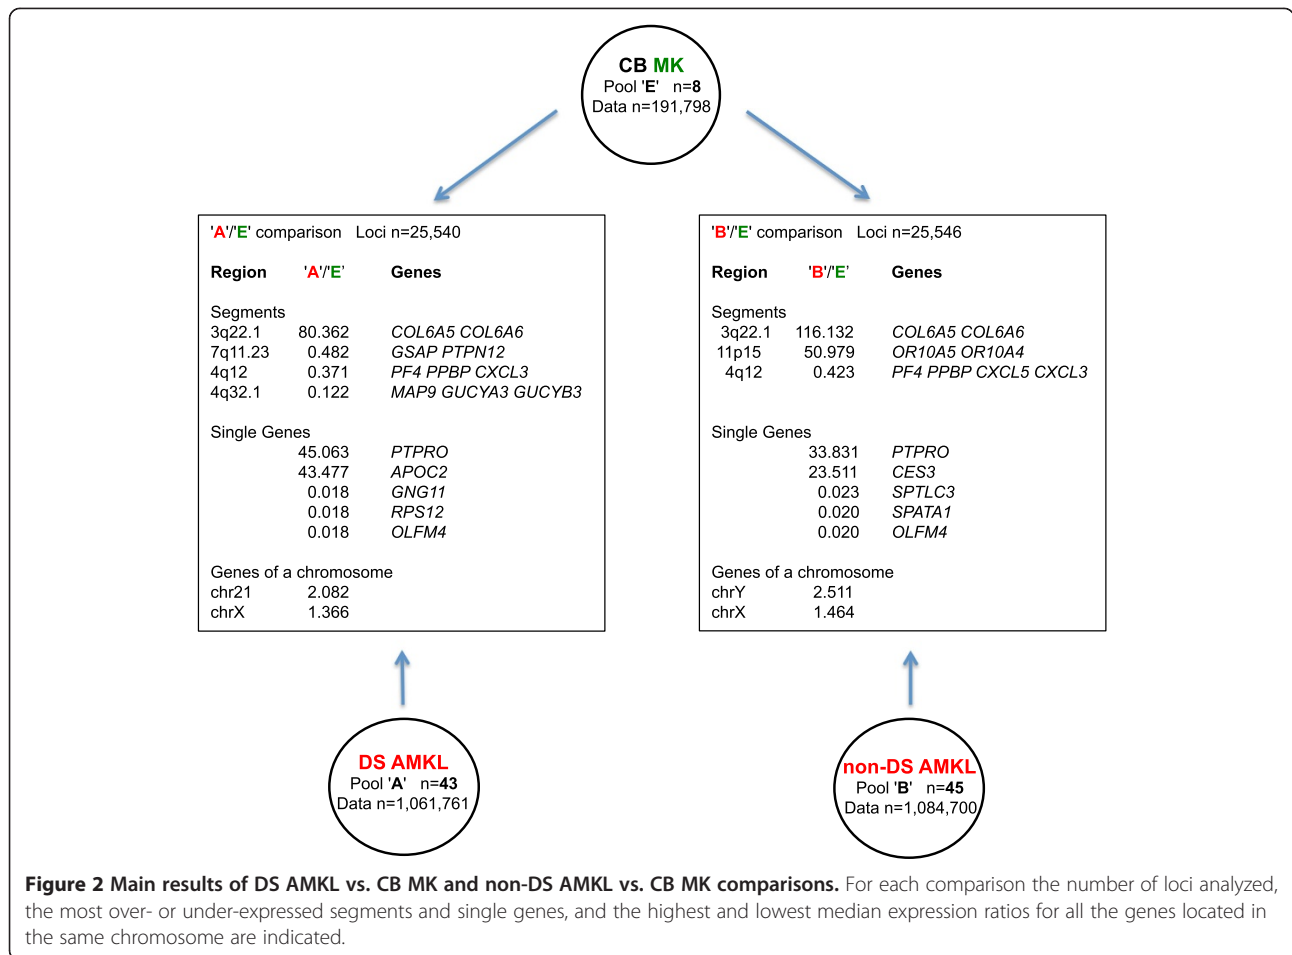 CB MK
Pool 'E' n=8
Data n=191,798
'A'/'E' comparison Loci n=25,540
Region 'A'/'E' Genes
Segments
3q22.1 80.362 COL6A5 COL6A6
7q11.23 0.482 GSAP PTPN12
4q12 0.371 PF4 PPBP CXCL3
4q32.1 0.122 MAP9 GUCYA3 GUCYB3
Single Genes
45.063 PTPRO
43.477 APOC2
0.018 GNG11
0.018 RPS12
0.018 OLFM4
Genes of a chromosome
chr21 2.082
chrX 1.366
'B'/'E' comparison Loci n=25,546
Region 'B'/'E' Genes
Segments
3q22.1 116.132 COL6A5 COL6A6
11p15 50.979 OR10A5 OR10A4
4q12 0.423 PF4 PPBP CXCL5 CXCL3
Single Genes
33.831 PTPRO
23.511 CES3
0.023 SPTLC3
0.020 SPATA1
0.020 OLFM4
Genes of a chromosome
chrY 2.511
chrX 1.464
DS AMKL
Pool 'A' n=43
Data n=1,061,761
non-DS AMKL
Pool 'B' n=45
Data n=1,084,700
Figure 2 Main results of DS AMKL vs. CB MK and non-DS AMKL vs. CB MK comparisons. For each comparison the number of loci analyzed,
the most over- or under-expressed segments and single genes, and the highest and lowest median expression ratios for all the genes located in
the same chromosome are indicated.